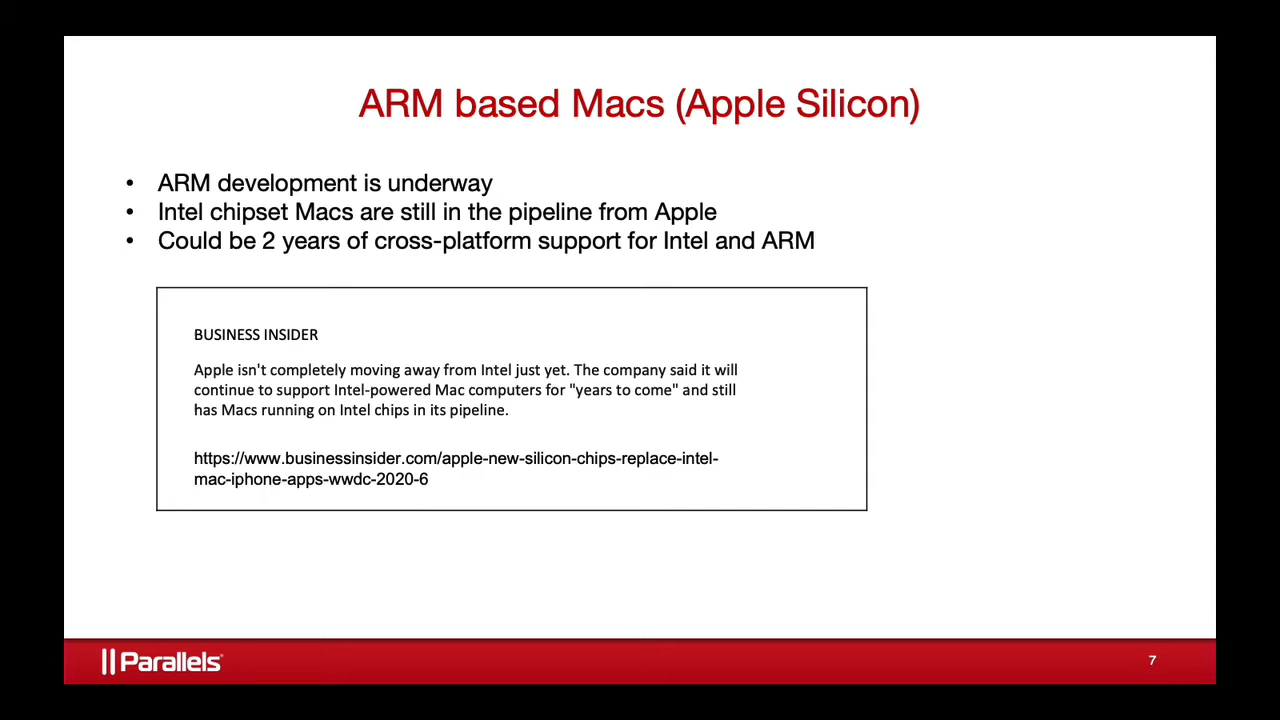 ARM based Macs (Apple Silicon)
• ARM development is underway
• Intel chipset Macs are still in the pipeline from Apple
• Could be 2 years of cross-platform support for Intel and ARM
BUSINESS INSIDER
Apple isn't completely moving away from Intel just yet. The company said it will
continue to support Intel-powered Mac computers for "years to come" and still
has Macs running on Intel chips in its pipeline.
https://www.businessinsider.com/apple-new-silicon-chips-replace-intel-
mac-iphone-apps-wwdc-2020-6
Parallels
7